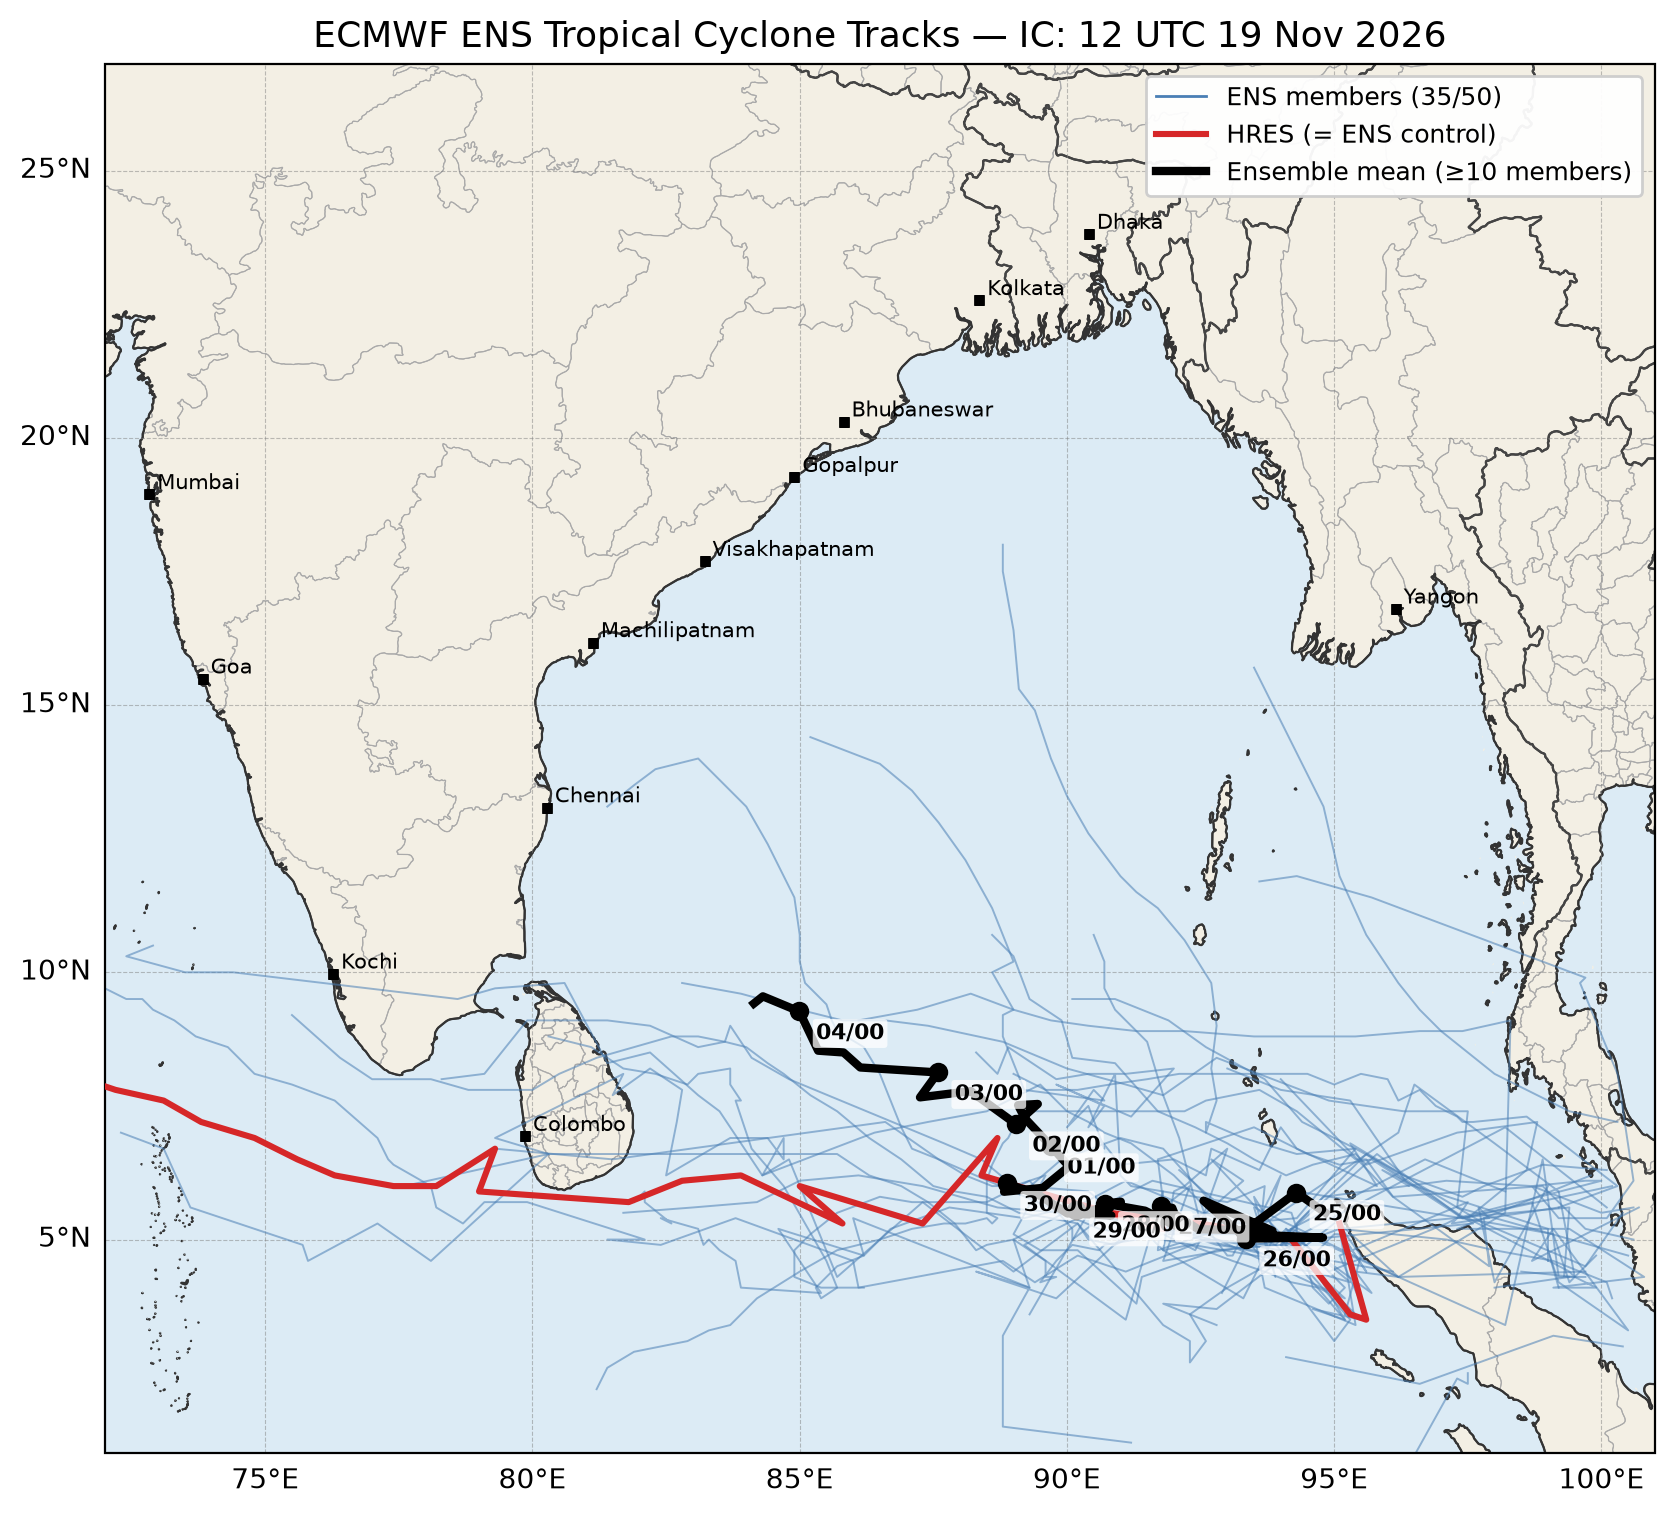 ECMWF ENS Tropical Cyclone Tracks — IC: 12 UTC 19 Nov 2026
ENS members (35/50)
HRES (= ENS control)
Ensemble mean (≥10 members)
25°N
20°N
15°N
10°N
5°N
Dhaka
Kolkata
Bhubaneswar
Gopalpur
Mumbai
Visakhapatnam
Yangon
Machilipatnam
Goa
Chennai
Kochi
Colombo
04/00
03/00
02/00
01/00
30/00
29/00
7/00
25/00
26/00
75°E
80°E
85°E
90°E
95°E
100°E